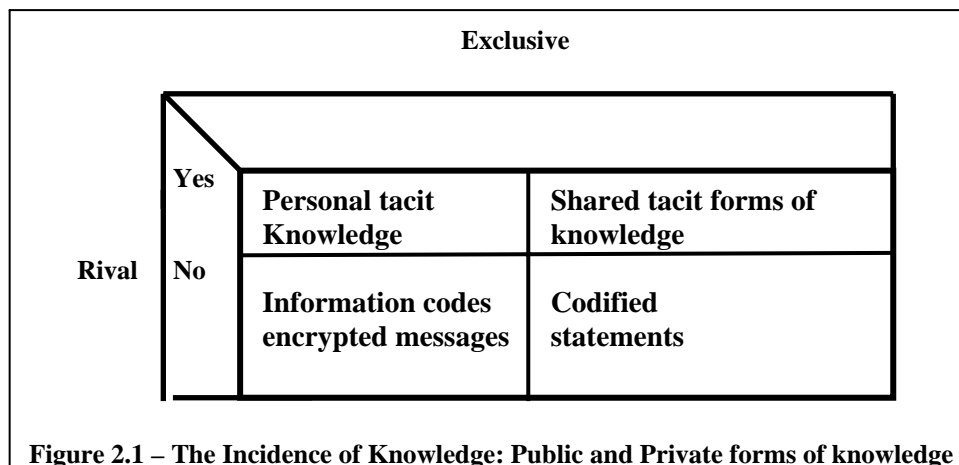 Exclusive
Yes
Personal tacit
Knowledge
Shared tacit forms of
knowledge
Rival
No
Information codes
encrypted messages
Codified
statements
Figure 2.1 – The Incidence of Knowledge: Public and Private forms of knowledge